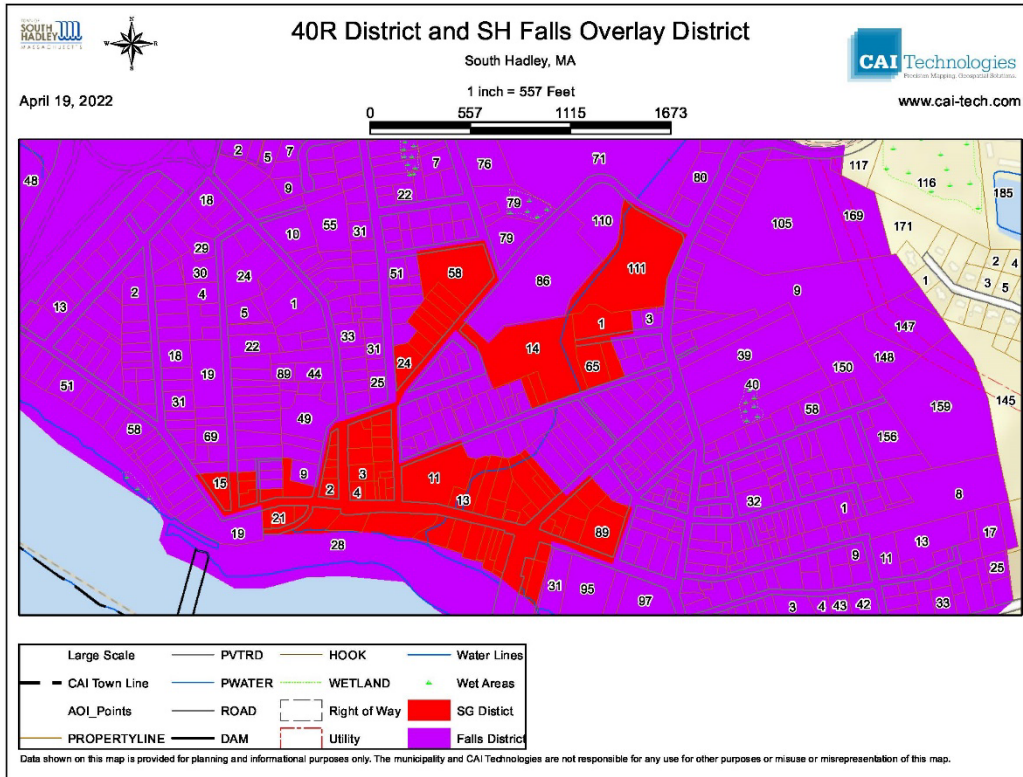 TOWN OF
SOUTH
HADLEY
MASSACHUSETTS
N
W
S
40R District and SH Falls Overlay District
South Hadley, MA
CAI Technologies
Precision Mapping. Geospatial Solutions.
April 19, 2022
1 inch = 557 Feet
www.cai-tech.com
0 557 1115 1673
48 2 5 7 7 76 71 80 117 116 185
9 22 79 105 169
18 55 110 171
10 31 79
29 58 111 2 4
30 24 51 86 9 1 3 5
13 2 4 1
5 33 1 3 147
18 22 31 14 39 150 148
19 89 44 24 65 145
51 31 25 40
49 58 159
58 69 156
15 9 3 11
2 4 13 32 1 8
21 89
19 28 17
9 11 13
31 95 25
97 3 4 43 42 33
Large Scale PVTRD HOOK Water Lines
CAI Town Line PWATER WETLAND Wet Areas
AOI_Points ROAD Right of Way SG Distict
PROPERTYLINE DAM Utility Falls District
Data shown on this map is provided for planning and informational purposes only. The municipality and CAI Technologies are not responsible for any use for other purposes or misuse or misrepresentation of this map.